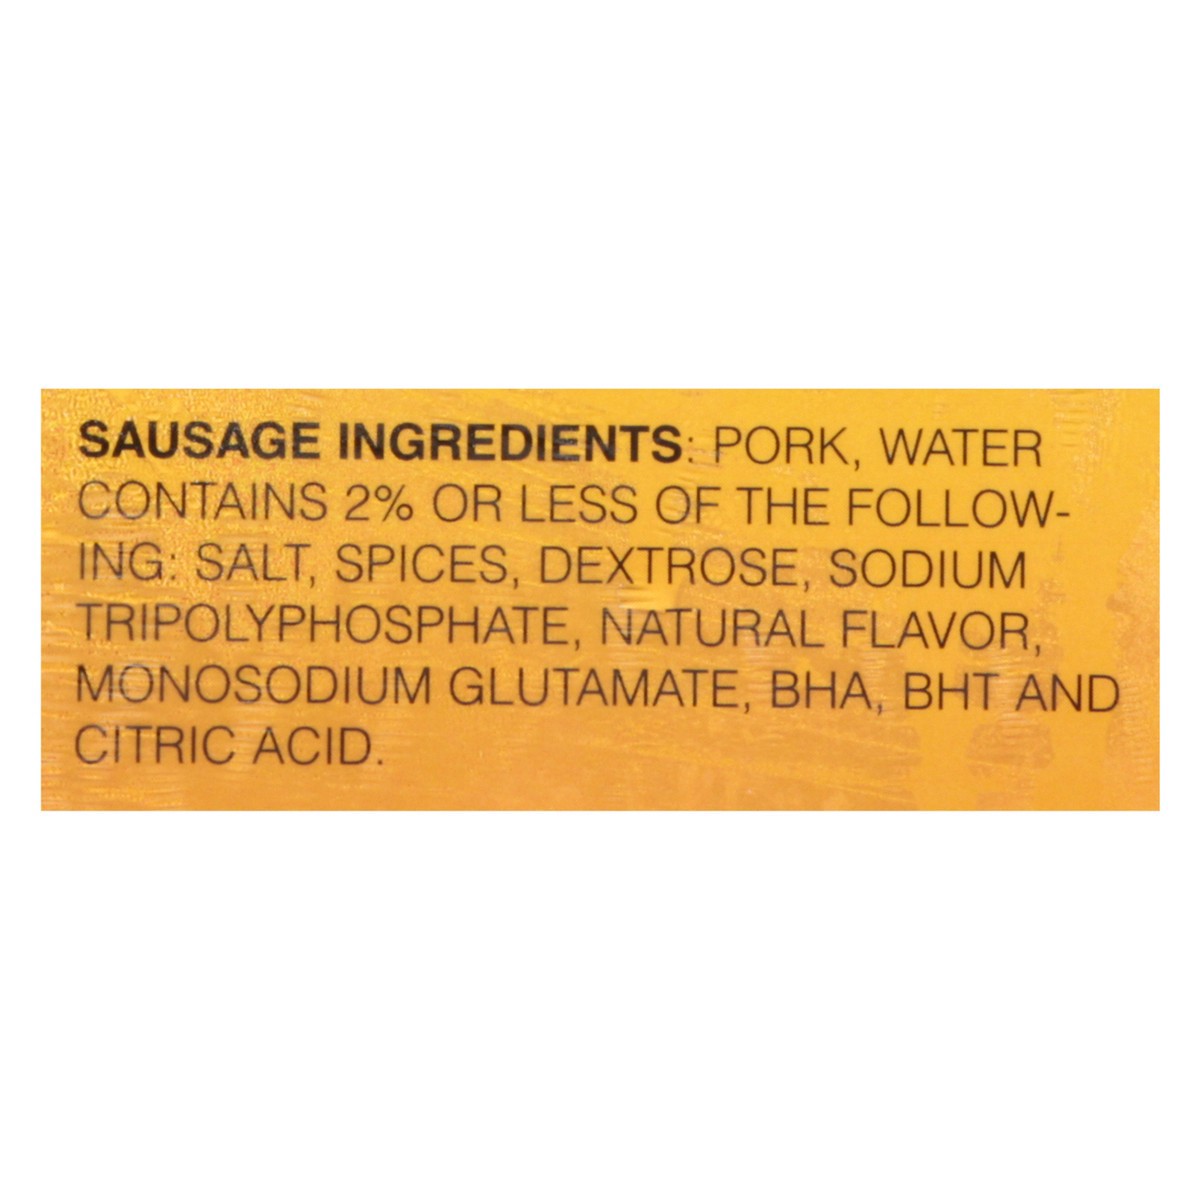 SAUSAGE INGREDIENTS: PORK, WATER
CONTAINS 2% OR LESS OF THE FOLLOW-
ING: SALT, SPICES, DEXTROSE, SODIUM
TRIPOLYPHOSPHATE, NATURAL FLAVOR,
MONOSODIUM GLUTAMATE, BHA, BHT AND
CITRIC ACID.